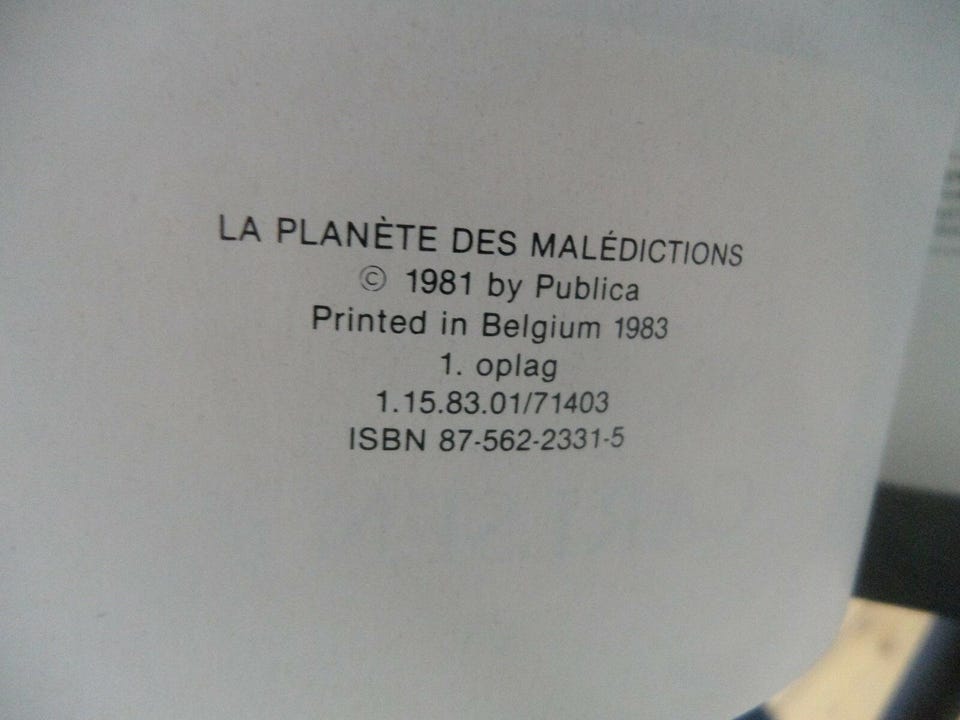 LA PLANÈTE DES MALÉDICTIONS
© 1981 by Publica
Printed in Belgium 1983
1. oplag
1.15.83.01/71403
ISBN 87-562-2331-5